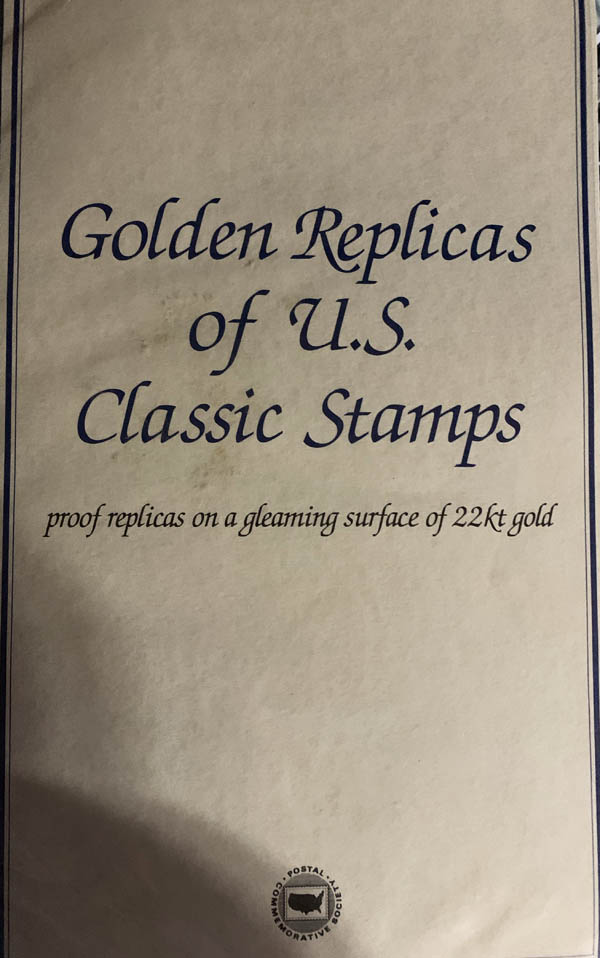 Golden Replicas
of U.S.
Classic Stamps
proof replicas on a gleaming surface of 22kt gold
· POSTAL ·
COMMEMORATIVE SOCIETY